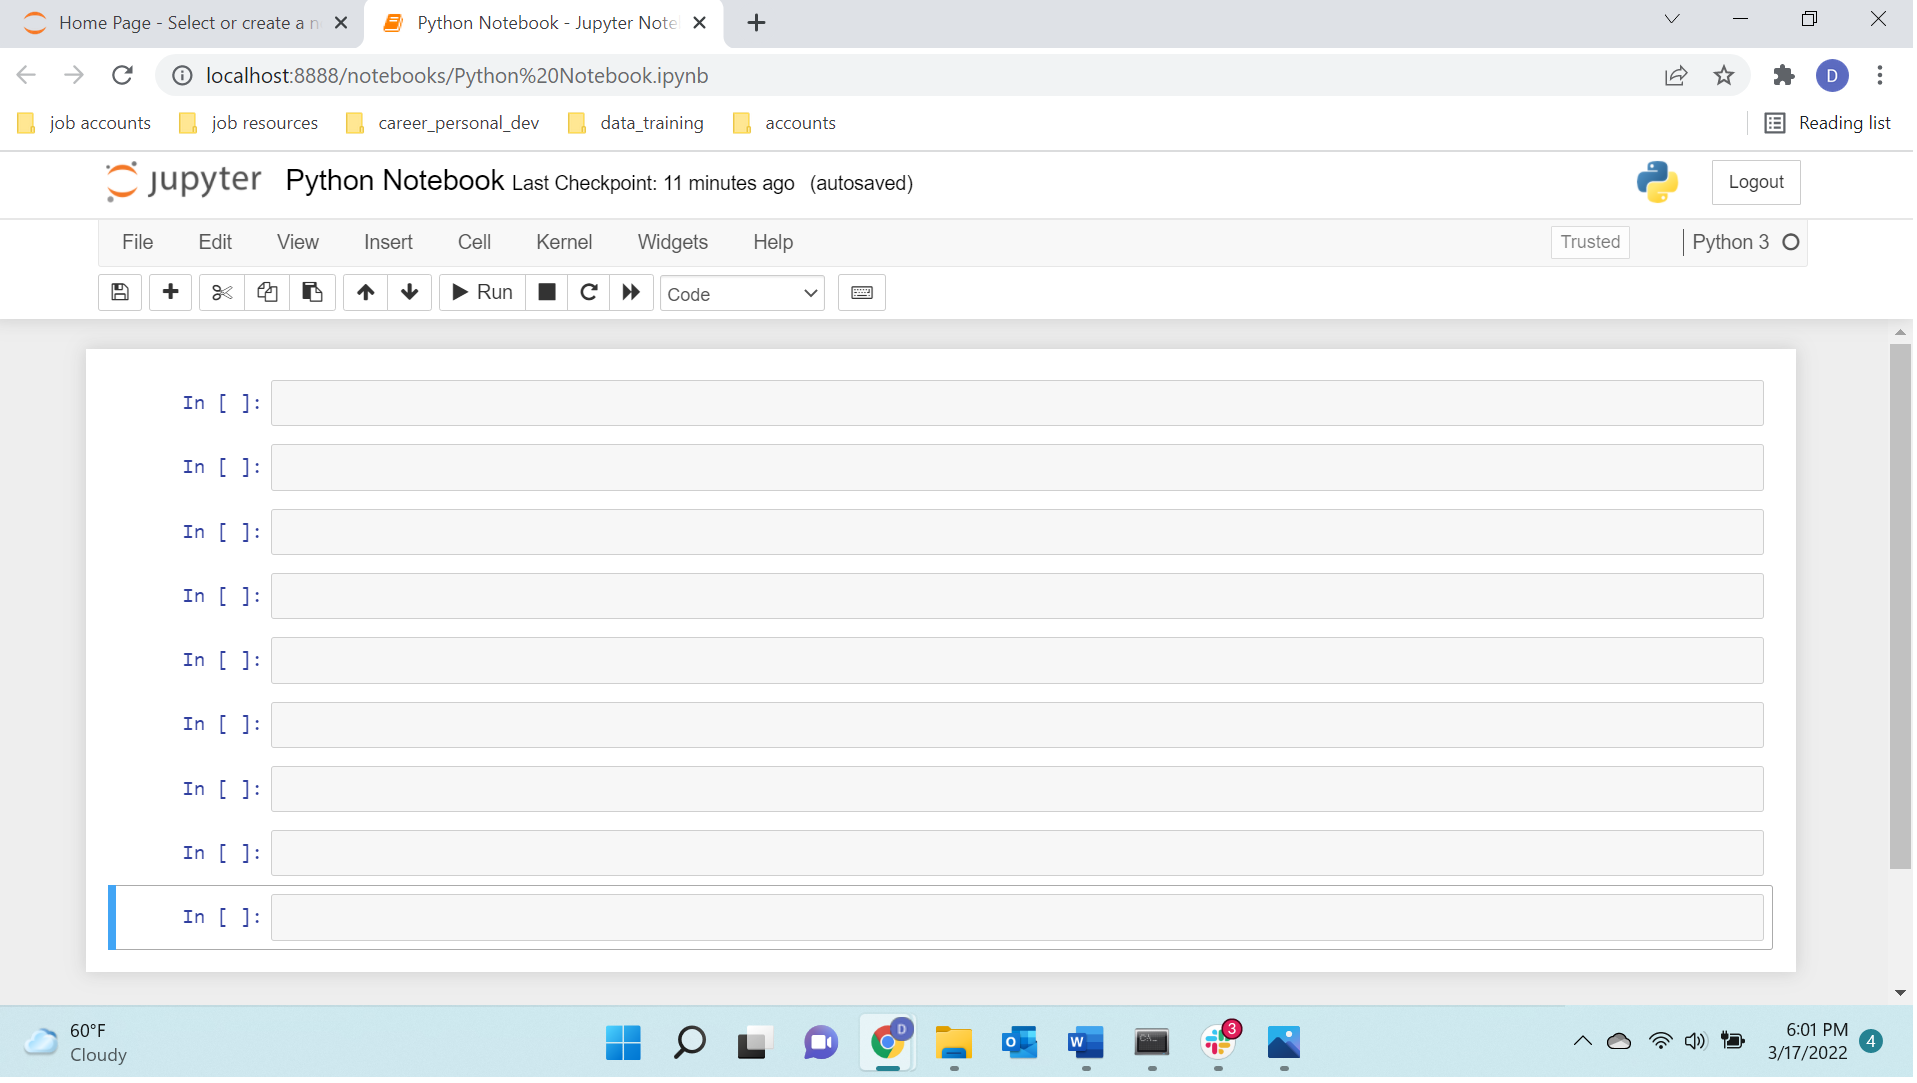 Home Page - Select or create a n
Python Notebook - Jupyter Note
localhost:8888/notebooks/Python%20Notebook.ipynb
D
job accounts
job resources
career_personal_dev
data_training
accounts
Reading list
jupyter
Python Notebook Last Checkpoint: 11 minutes ago (autosaved)
Logout
File Edit View Insert Cell Kernel Widgets Help
Trusted
Python 3
Run
Code
In [ ]:
In [ ]:
In [ ]:
In [ ]:
In [ ]:
In [ ]:
In [ ]:
In [ ]:
In [ ]:
60°F
Cloudy
D
O
W
C:\_
3
6:01 PM
3/17/2022
4